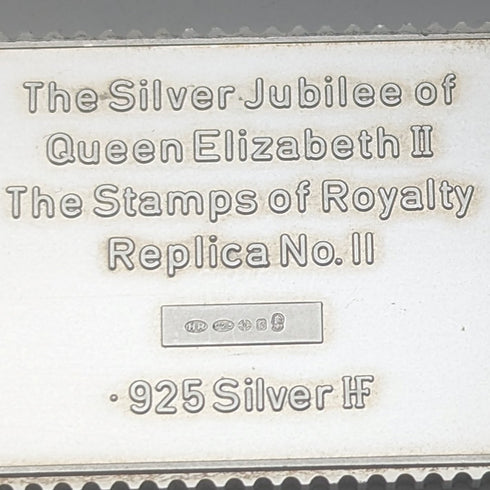 The Silver Jubilee of
Queen Elizabeth II
The Stamps of Royalty
Replica No. II
925 Silver HF